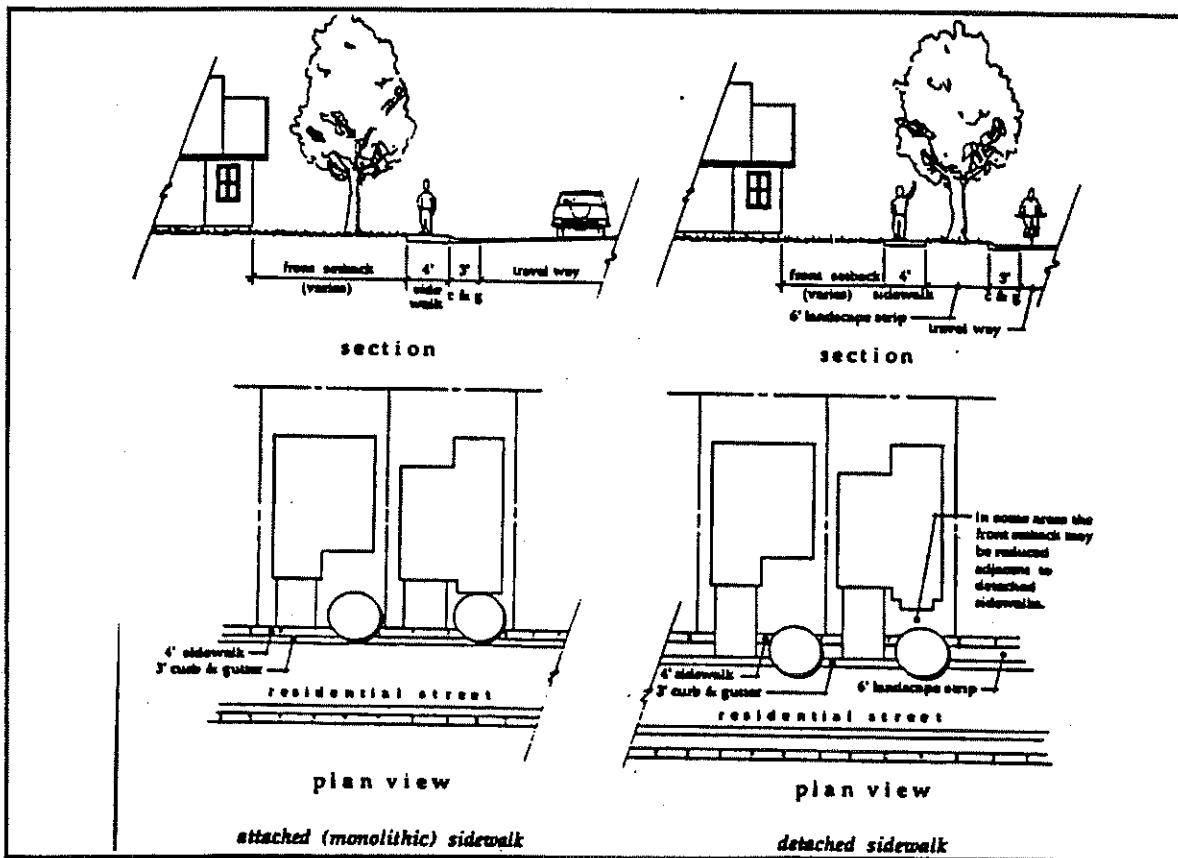 front setback
(varies)
4'
side
walk
3'
c & g
travel way
section
front setback
(varies)
4'
sidewalk
3'
c & g
6' landscape strip
travel way
section
4' sidewalk
3' curb & gutter
residential street
plan view
attached (monolithic) sidewalk
In some areas the
front setback may
be reduced
adjacent to
detached
sidewalks.
4' sidewalk
3' curb & gutter
6' landscape strip
residential street
plan view
detached sidewalk